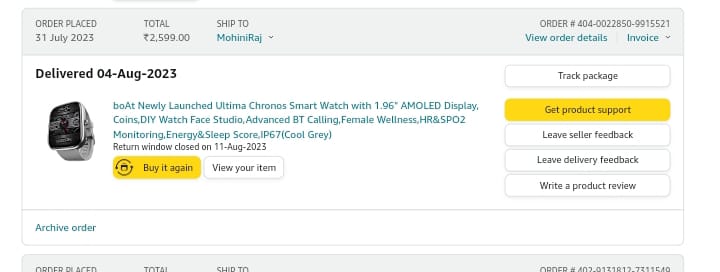 ORDER PLACED TOTAL SHIP TO ORDER # 404-0022850-9915521
31 July 2023 ₹2,599.00 MohiniRaj View order details Invoice
Delivered 04-Aug-2023
Track package
boAt Newly Launched Ultima Chronos Smart Watch with 1.96" AMOLED Display,
Coins,DIY Watch Face Studio,Advanced BT Calling,Female Wellness,HR&SPO2
Monitoring,Energy&Sleep Score,IP67(Cool Grey)
Return window closed on 11-Aug-2023
Buy it again View your item
Get product support
Leave seller feedback
Leave delivery feedback
Write a product review
Archive order
ORDER PLACED TOTAL SHIP TO ORDER # 402-9131812-7311549